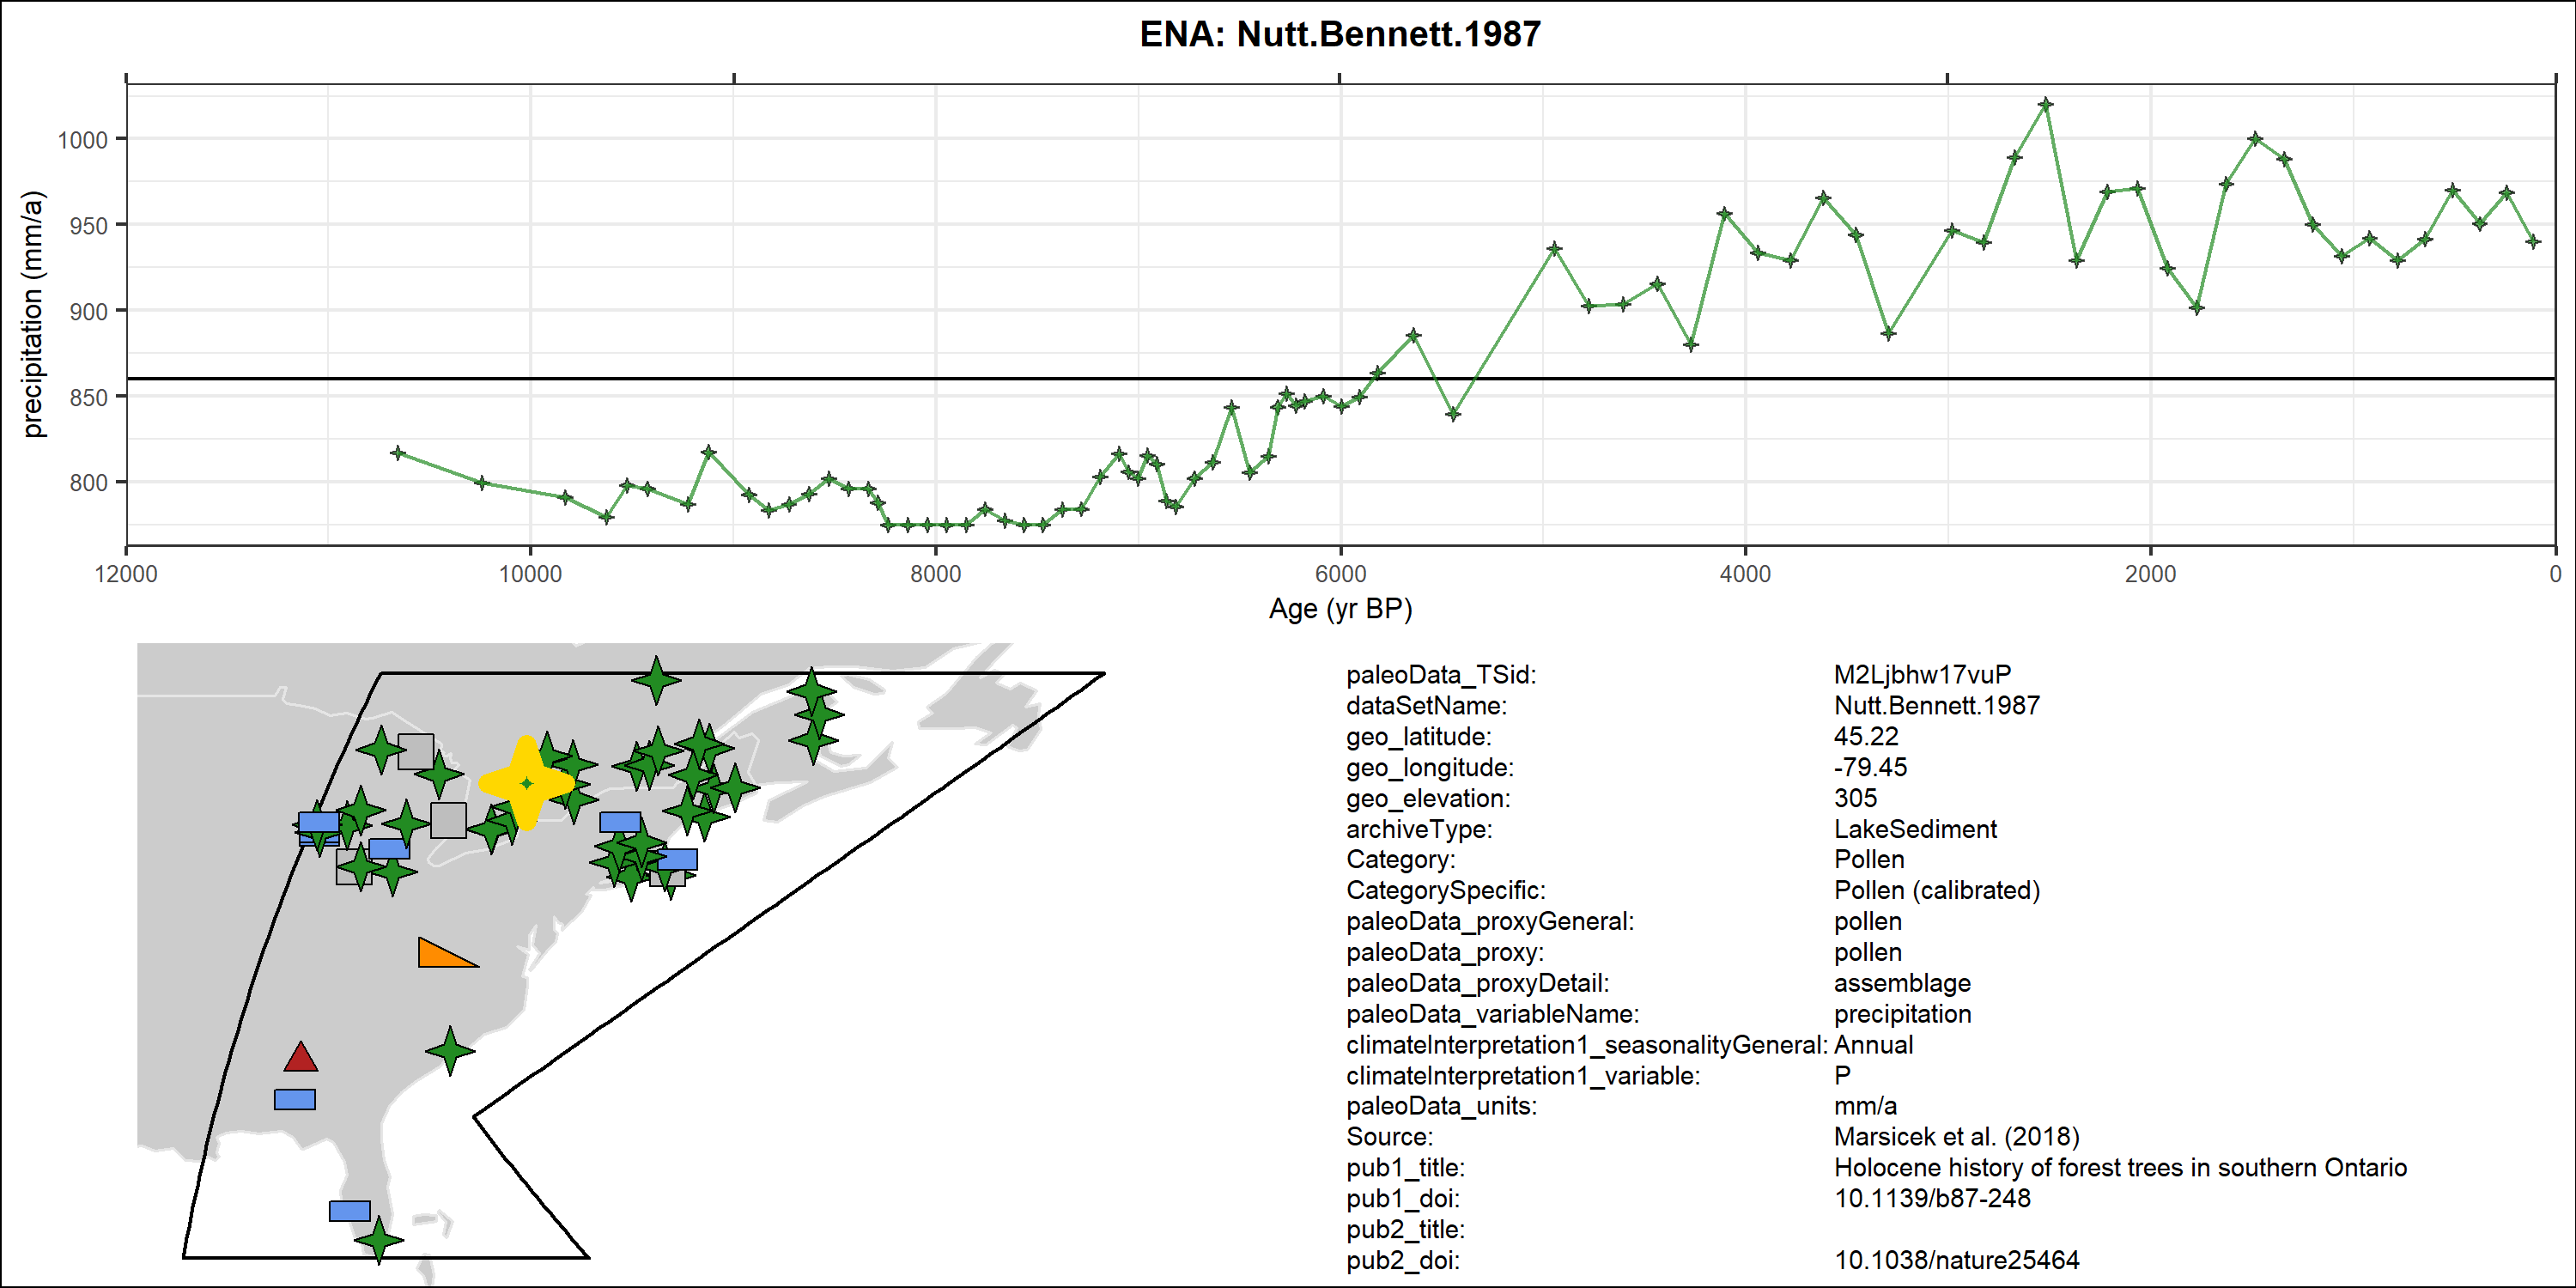 ENA: Nutt.Bennett.1987
precipitation (mm/a)
1000
950
900
850
800
12000 10000 8000 6000 4000 2000 0
Age (yr BP)
paleoData_TSid: M2Ljbhw17vuP
dataSetName: Nutt.Bennett.1987
geo_latitude: 45.22
geo_longitude: -79.45
geo_elevation: 305
archiveType: LakeSediment
Category: Pollen
CategorySpecific: Pollen (calibrated)
paleoData_proxyGeneral: pollen
paleoData_proxy: pollen
paleoData_proxyDetail: assemblage
paleoData_variableName: precipitation
climateInterpretation1_seasonalityGeneral: Annual
climateInterpretation1_variable: P
paleoData_units: mm/a
Source: Marsicek et al. (2018)
pub1_title: Holocene history of forest trees in southern Ontario
pub1_doi: 10.1139/b87-248
pub2_title:
pub2_doi: 10.1038/nature25464